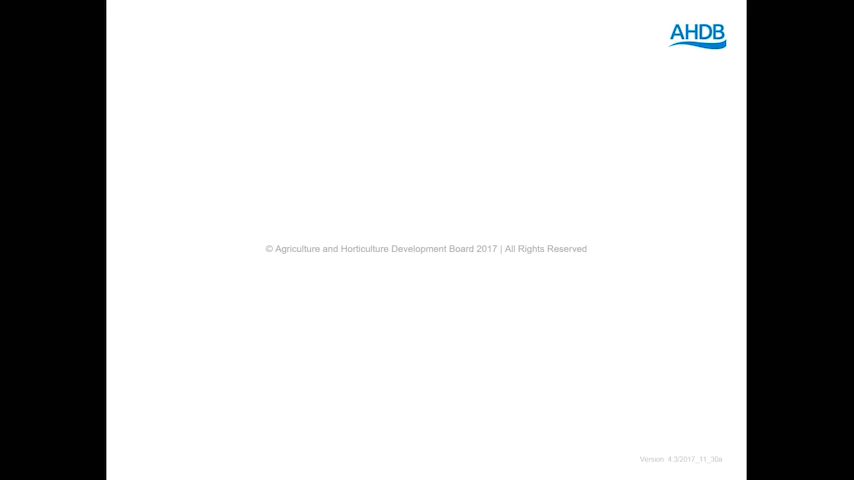 AHDB
© Agriculture and Horticulture Development Board 2017 | All Rights Reserved
Version 4:3/2017_11_30a